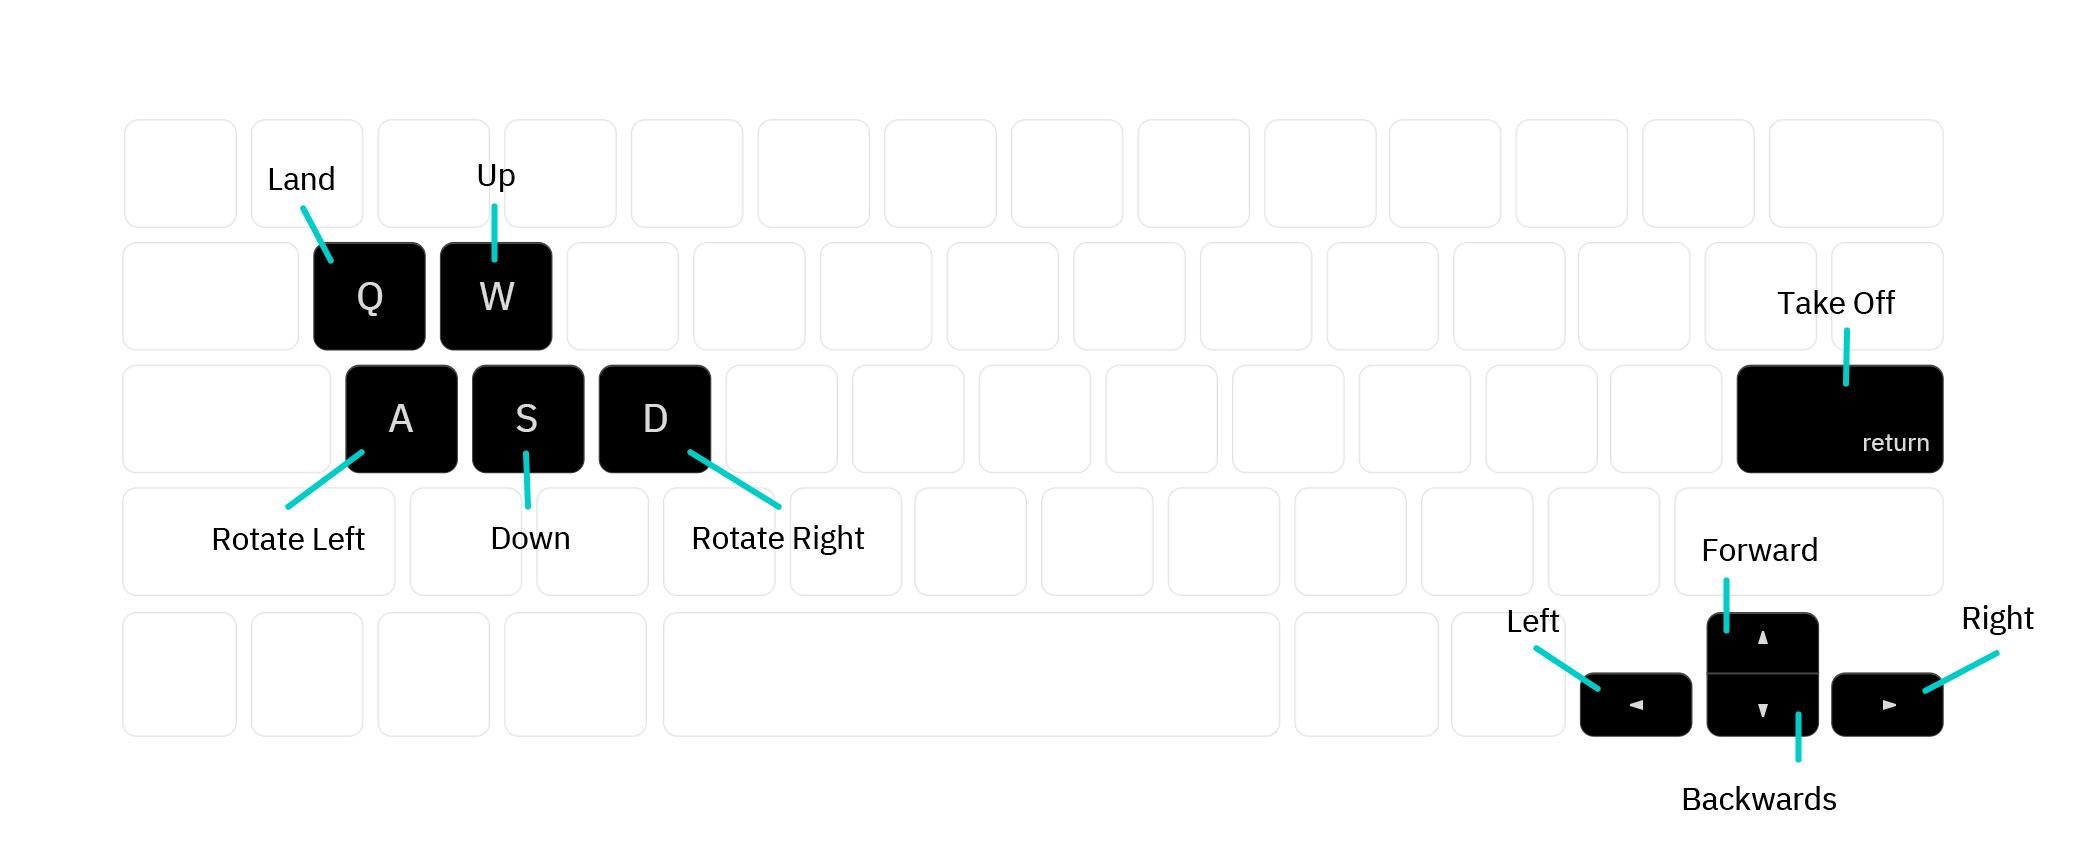 Land
Up
Q
W
Take Off
A
S
D
return
Rotate Left
Down
Rotate Right
Forward
Left
Right
Backwards